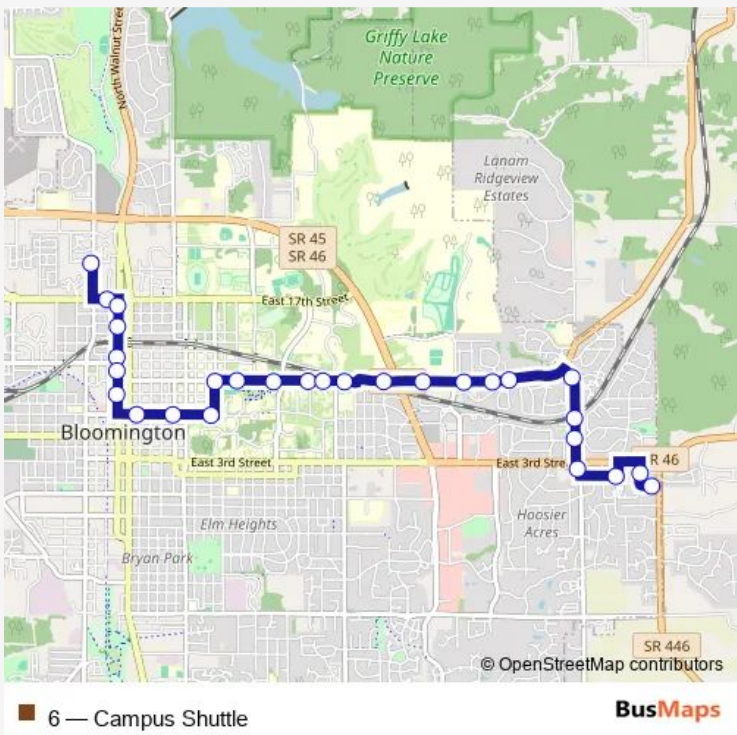 Griffy Lake
Nature
Preserve
North Walnut Stree
Lanam
Ridgeview
Estates
SR 45
SR 46
East 17th Street
Bloomington
East 3rd Street
East 3rd Stre
R 46
Elm Heights
Hoosier
Acres
Bryan Park
SR 446
© OpenStreetMap contributors
6 — Campus Shuttle
BusMaps